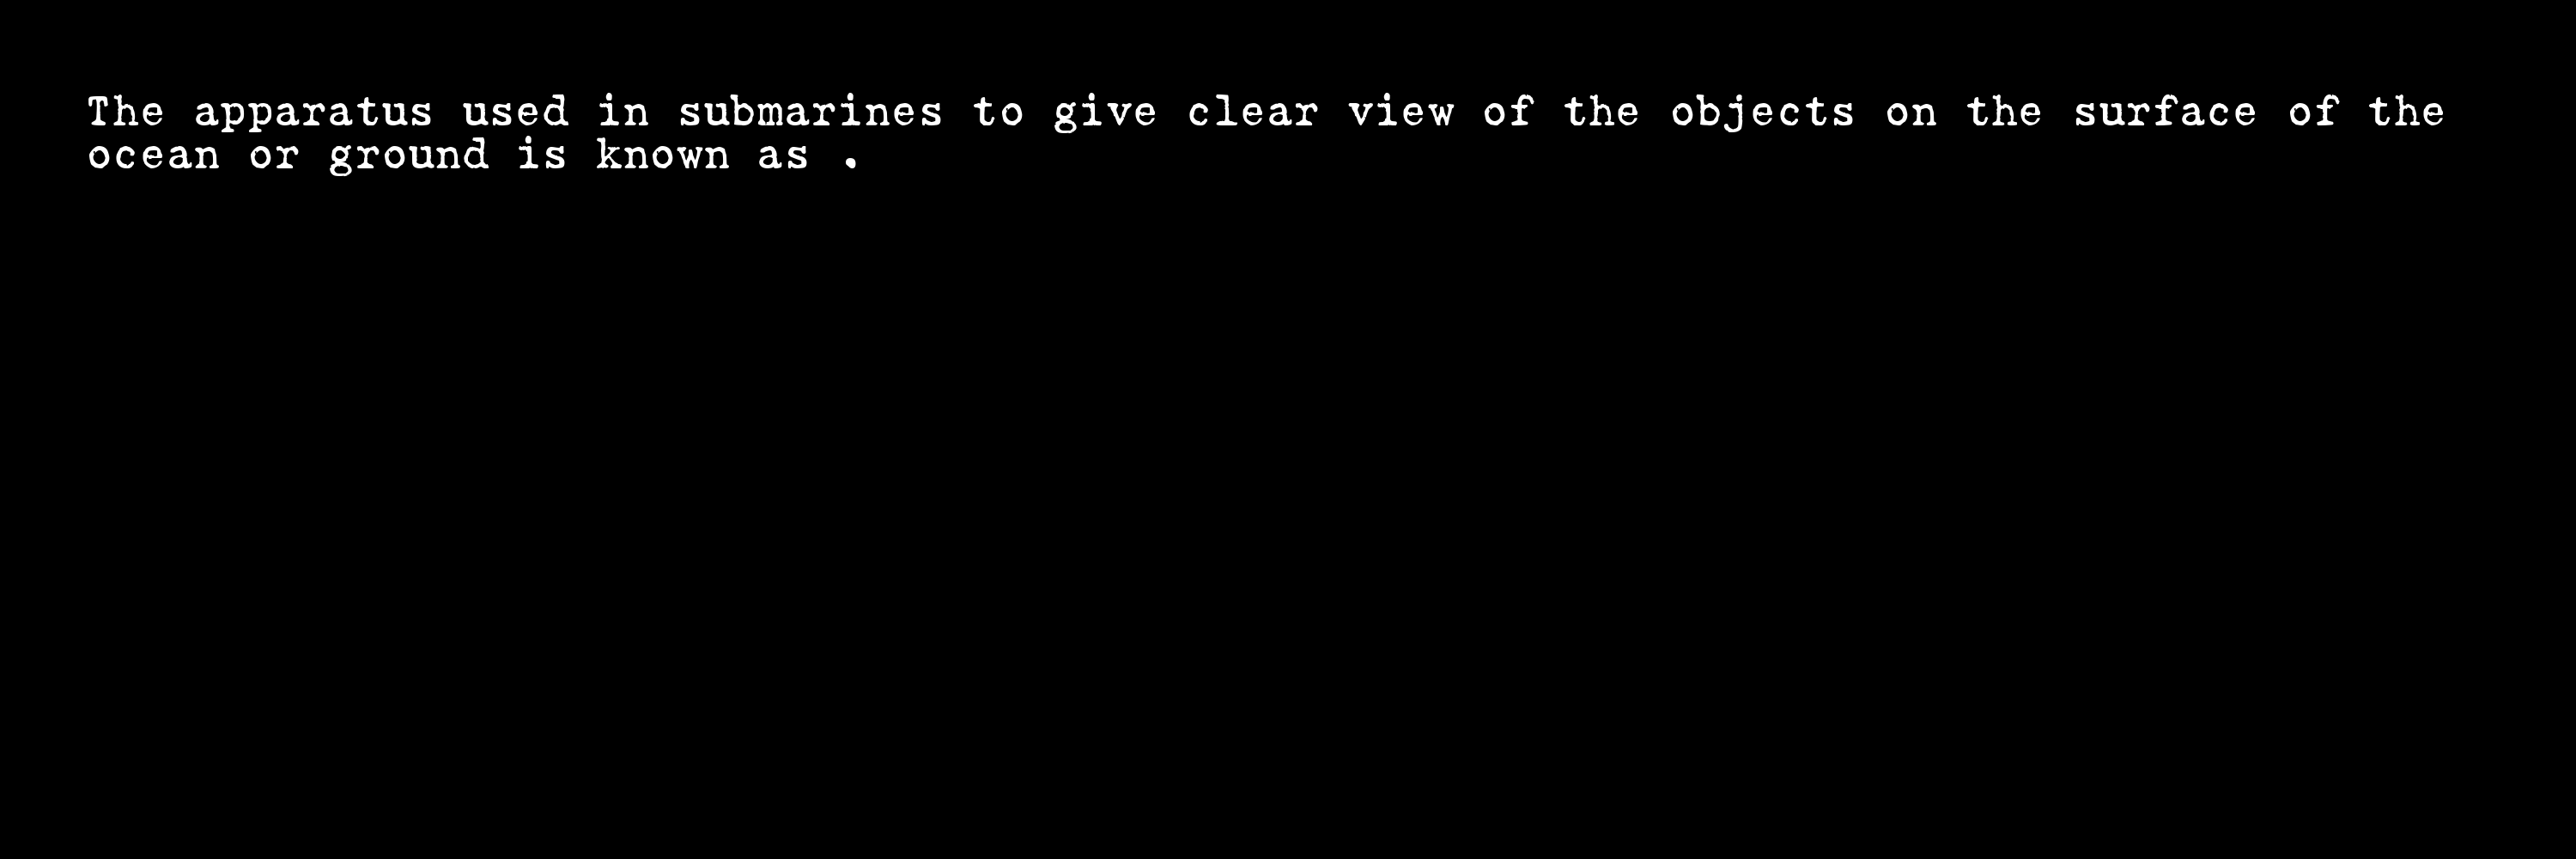 The apparatus used in submarines to give clear view of the objects on the surface of the
ocean or ground is known as .